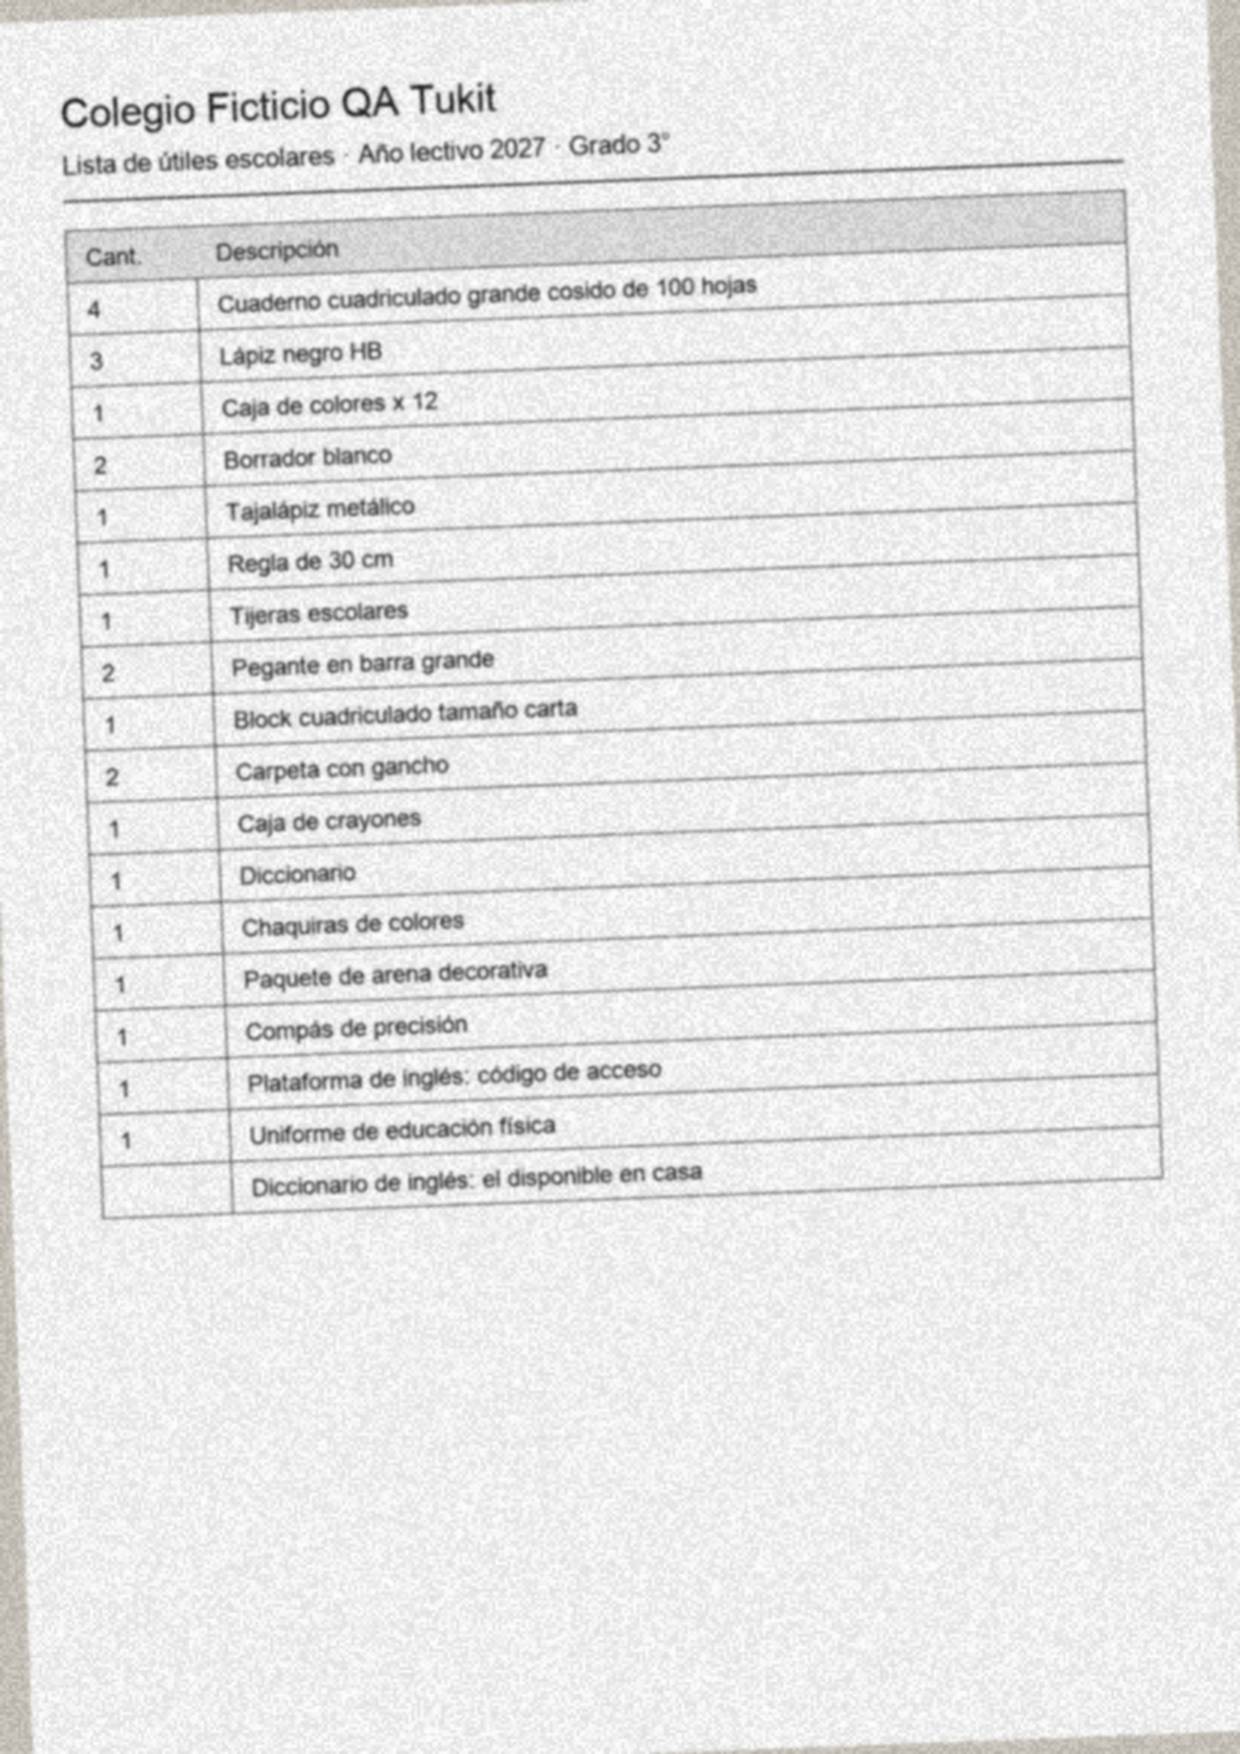 Colegio Ficticio QA Tukit
Lista de útiles escolares · Año lectivo 2027 · Grado 3°
Cant. Descripción
4 Cuaderno cuadriculado grande cosido de 100 hojas
3 Lápiz negro HB
1 Caja de colores x 12
2 Borrador blanco
1 Tajalápiz metálico
1 Regla de 30 cm
1 Tijeras escolares
2 Pegante en barra grande
1 Block cuadriculado tamaño carta
2 Carpeta con gancho
1 Caja de crayones
1 Diccionario
1 Chaquiras de colores
1 Paquete de arena decorativa
1 Compás de precisión
1 Plataforma de inglés: código de acceso
1 Uniforme de educación física
Diccionario de inglés: el disponible en casa